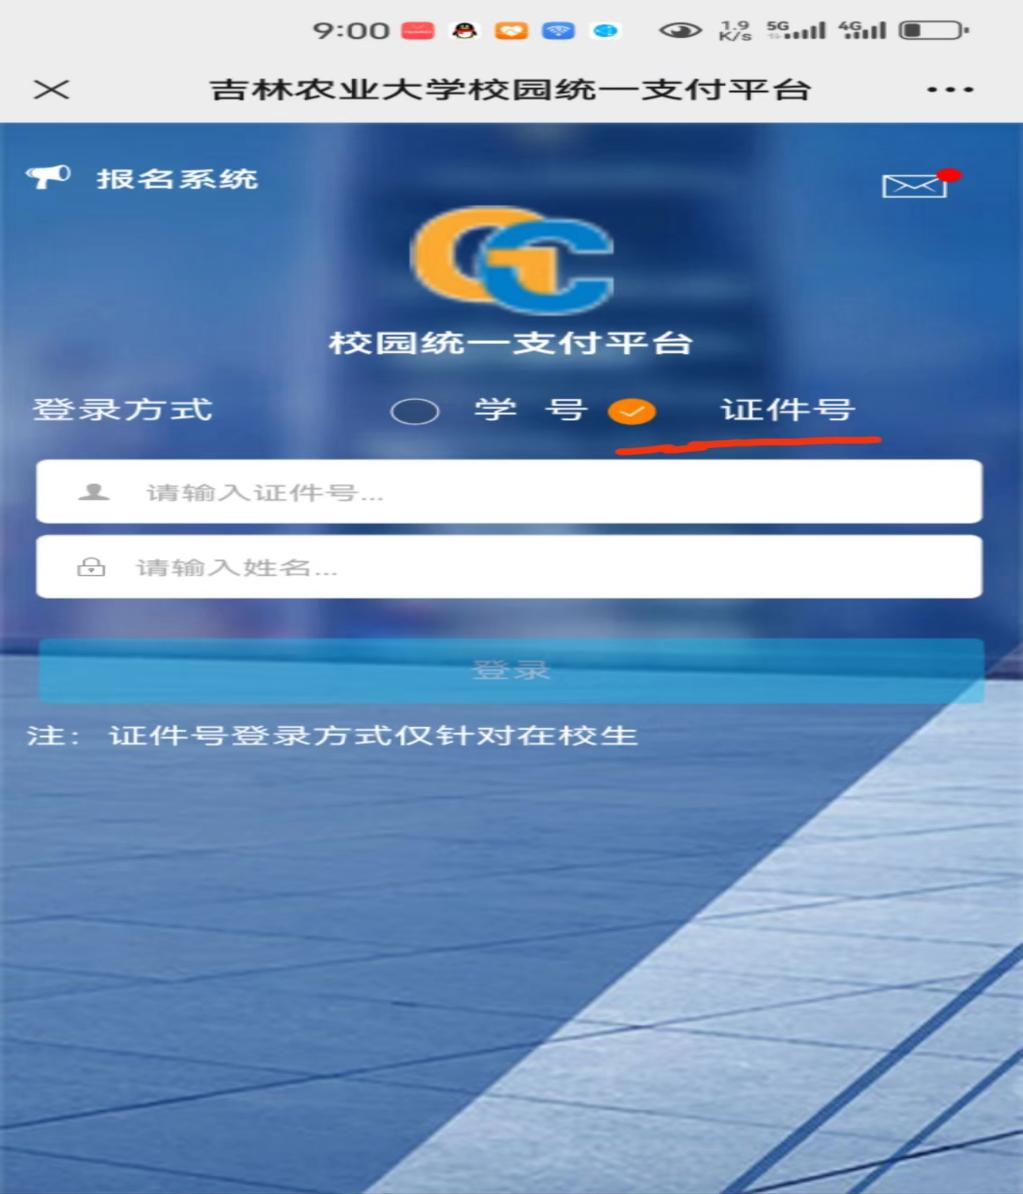 9:00 1.9 K/s 5G 4G
吉林农业大学校园统一支付平台
报名系统
校园统一支付平台
登录方式 学 号 证件号
请输入证件号...
请输入姓名...
登录
注: 证件号登录方式仅针对在校生